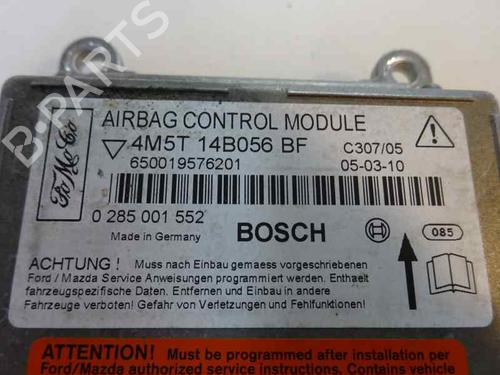 B-PARTS
FoMoCo
AIRBAG CONTROL MODULE
4M5T 14B056 BF
C307/05
650019576201
05-03-10
0 285 001 552
Made in Germany
BOSCH
085
ACHTUNG ! Muss nach Einbau gemaess vorgeschriebenen
Ford / Mazda Service Anweisungen programmiert werden. Enthaelt
fahrzeugspezifische Daten. Entfernen und Einbau in andere
Fahrzeuge verboten! Gefahr von Verletzungen und Fehlfunktionen!
ATTENTION! Must be programmed after installation per
Ford/Mazda authorized service instructions. Contains vehicle